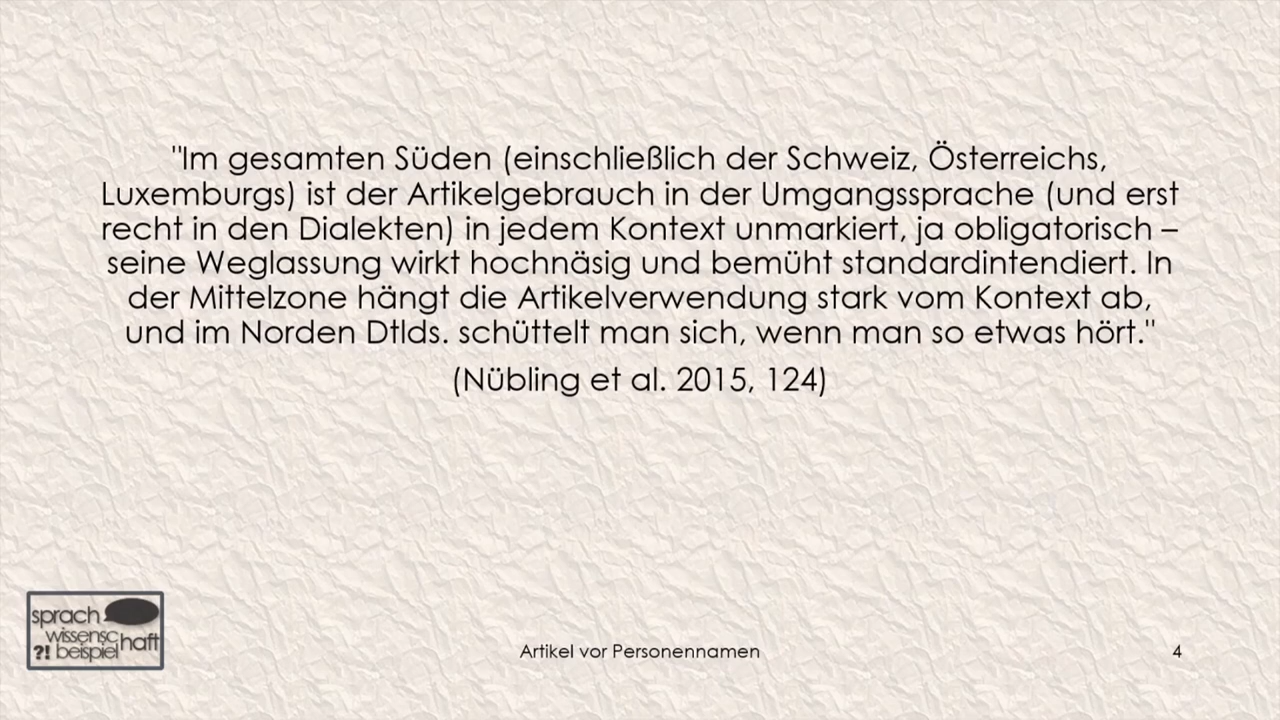 "Im gesamten Süden (einschließlich der Schweiz, Österreichs,
Luxemburgs) ist der Artikelgebrauch in der Umgangssprache (und erst
recht in den Dialekten) in jedem Kontext unmarkiert, ja obligatorisch –
seine Weglassung wirkt hochnäsig und bemüht standardintendiert. In
der Mittelzone hängt die Artikelverwendung stark vom Kontext ab,
und im Norden Dtlds. schüttelt man sich, wenn man so etwas hört."
(Nübling et al. 2015, 124)
sprach
wissenschaft
?! beispiel
Artikel vor Personennamen
4